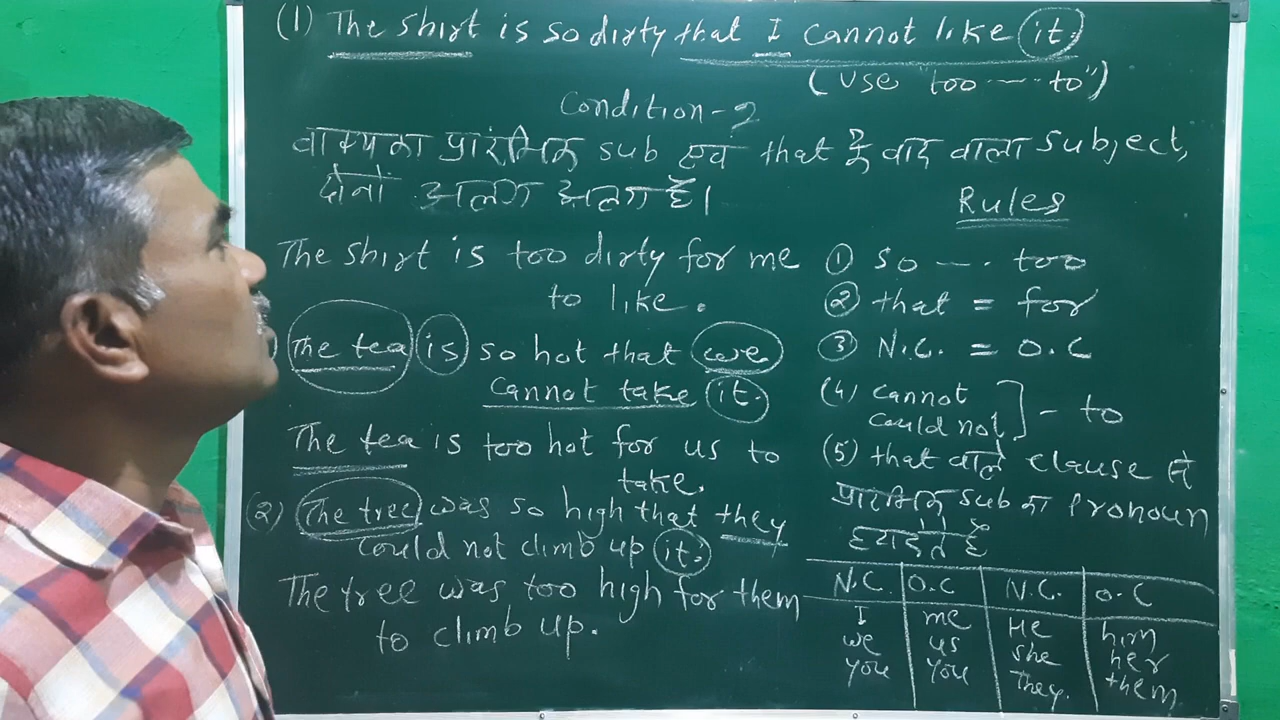 (1) The shirt is so dirty that I cannot like it.
(use "too ---- to")
Condition-2
वाक्य का प्रारंभिक sub एवं that के बाद वाला subject,
दोनों अलग अलग हैं।
The shirt is too dirty for me
to like.
The tea is so hot that we
cannot take it.
The tea is too hot for us to
take.
(2) The tree was so high that they
could not climb up it.
The tree was too high for them
to climb up.
Rules
① so --- too
② that = for
③ N.C. = O.C
(4) cannot
could not ] - to
(5) that वाले clause से
प्रारंभिक sub का pronoun
हटा देते हैं
N.C. O.C N.C. O.C
I me He him
we us she her
you you They. them